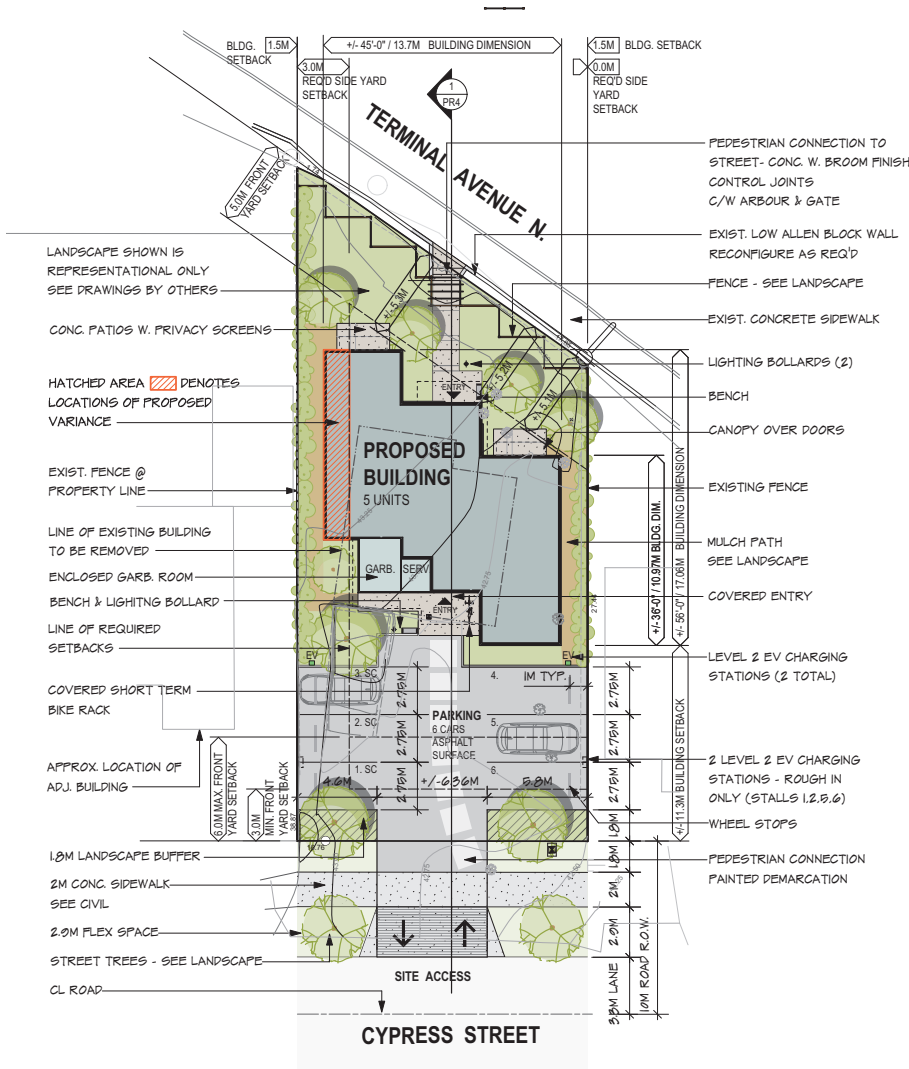 BLDG.
SETBACK
1.5M
+/- 45'-0" / 13.7M BUILDING DIMENSION
1.5M
BLDG. SETBACK
3.0M
REQ'D SIDE YARD
SETBACK
0.0M
REQ'D SIDE
YARD
SETBACK
1
PR4
TERMINAL AVENUE N.
5.0M FRONT
YARD SETBACK
PEDESTRIAN CONNECTION TO
STREET- CONC. W. BROOM FINISH
CONTROL JOINTS
C/W ARBOUR & GATE
EXIST. LOW ALLEN BLOCK WALL
RECONFIGURE AS REQ'D
FENCE - SEE LANDSCAPE
EXIST. CONCRETE SIDEWALK
LIGHTING BOLLARDS (2)
BENCH
CANOPY OVER DOORS
EXISTING FENCE
MULCH PATH
SEE LANDSCAPE
COVERED ENTRY
LEVEL 2 EV CHARGING
STATIONS (2 TOTAL)
2 LEVEL 2 EV CHARGING
STATIONS - ROUGH IN
ONLY (STALLS 1,2,5,6)
WHEEL STOPS
PEDESTRIAN CONNECTION
PAINTED DEMARCATION
LANDSCAPE SHOWN IS
REPRESENTATIONAL ONLY
SEE DRAWINGS BY OTHERS
CONC. PATIOS W. PRIVACY SCREENS
HATCHED AREA DENOTES
LOCATIONS OF PROPOSED
VARIANCE
EXIST. FENCE @
PROPERTY LINE
LINE OF EXISTING BUILDING
TO BE REMOVED
ENCLOSED GARB. ROOM
BENCH & LIGHITNG BOLLARD
LINE OF REQUIRED
SETBACKS
COVERED SHORT TERM
BIKE RACK
APPROX. LOCATION OF
ADJ. BUILDING
1.8M LANDSCAPE BUFFER
2M CONC. SIDEWALK
SEE CIVIL
2.9M FLEX SPACE
STREET TREES - SEE LANDSCAPE
CL ROAD
+/-5.3M
+/-5.2M
+/-5.1M
ENTRY
PROPOSED
BUILDING
5 UNITS
GARB.
SERV
ENTRY
EV
EV
3. SC
2. SC
1. SC
4.
5.
6
1M TYP.
PARKING
6 CARS
ASPHALT
SURFACE
2.75M
2.75M
2.75M
2.75M
2.75M
2.75M
4.6M
+/-6.36M
5.8M
6.0M MAX. FRONT
YARD SETBACK
3.0M
MIN. FRONT
YARD SETBACK
+/-36'-0" / 10.97M BLDG. DIM.
+/- 56'-0" / 17.06M BUILDING DIMENSION
+/-11.3M BUILDING SETBACK
1.8M
1.8M
2M
2.9M
3.3M LANE
10M ROAD R.O.W.
SITE ACCESS
CYPRESS STREET